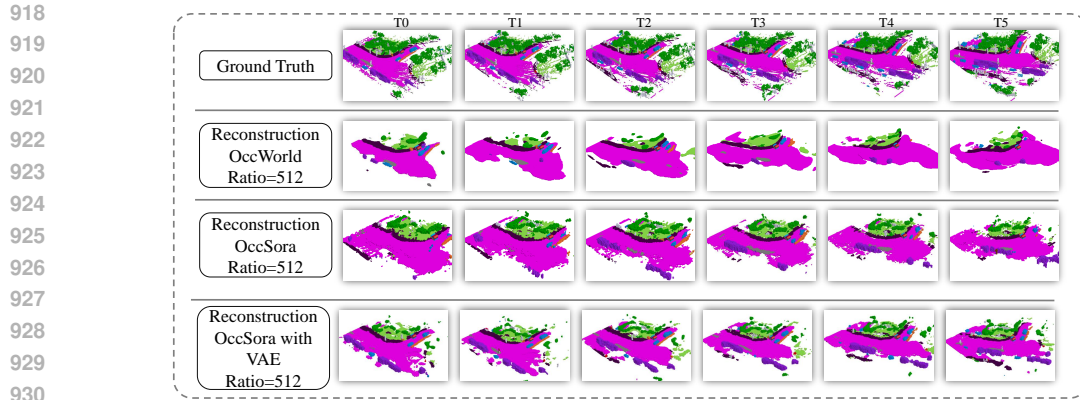 918
919
920
921
922
923
924
925
926
927
928
929
930
T0 T1 T2 T3 T4 T5
Ground Truth
Reconstruction
OccWorld
Ratio=512
Reconstruction
OccSora
Ratio=512
Reconstruction
OccSora with
VAE
Ratio=512